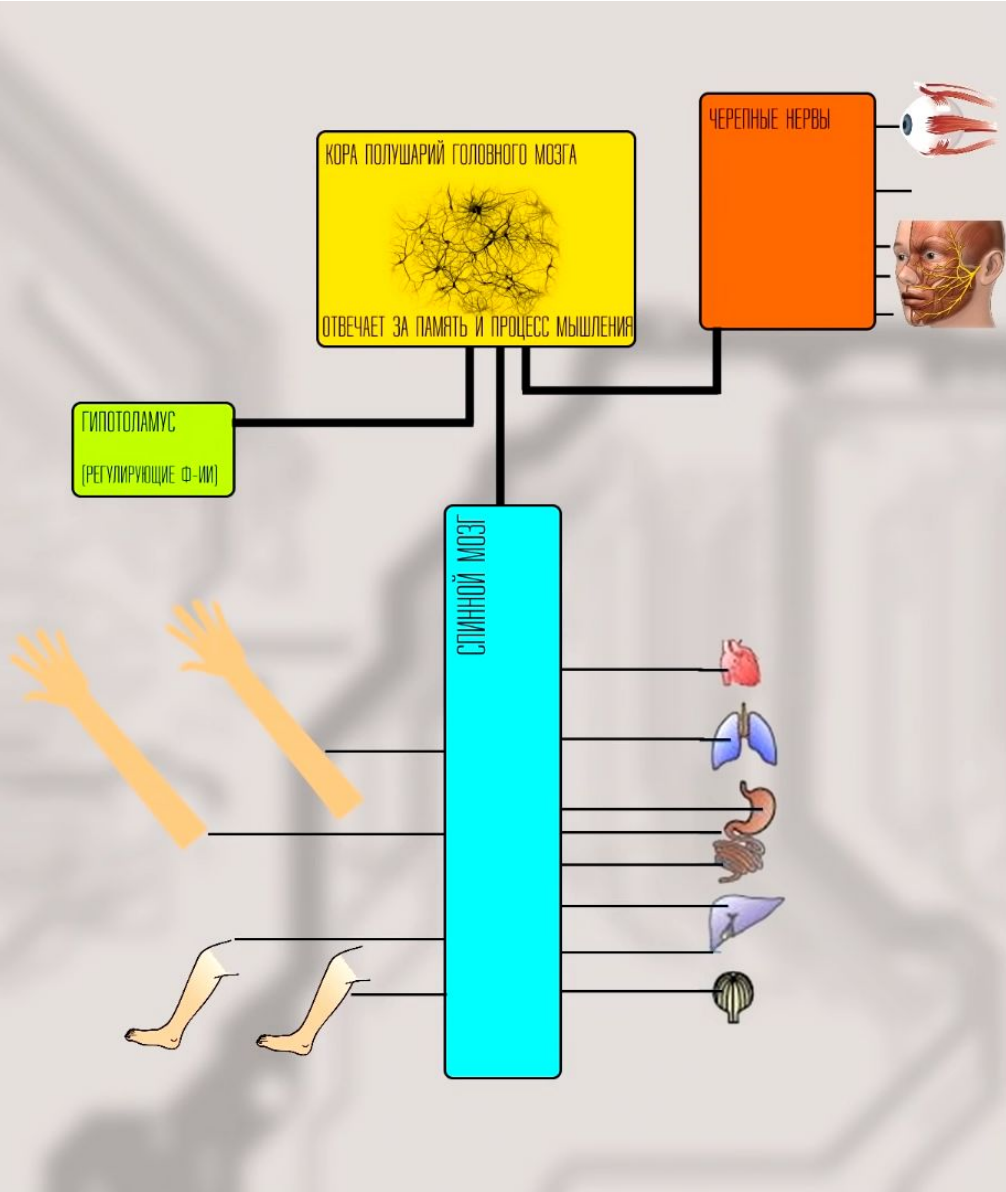 ЧЕРЕПНЫЕ НЕРВЫ
КОРА ПОЛУШАРИЙ ГОЛОВНОГО МОЗГА
ОТВЕЧАЕТ ЗА ПАМЯТЬ И ПРОЦЕСС МЫШЛЕНИЯ
ГИПОТОЛАМУС
(РЕГУЛИРУЮЩИЕ Ф-ИИ)
СПИННОЙ МОЗГ